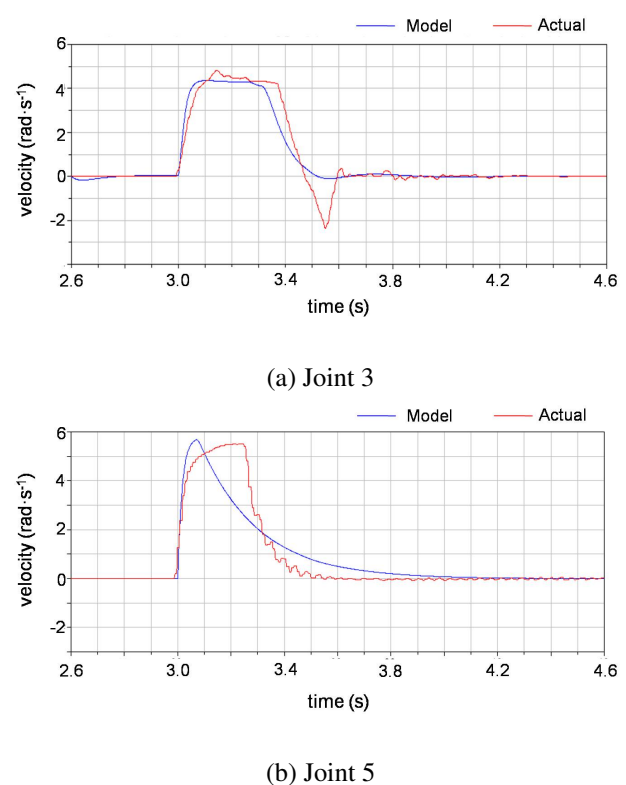 Model Actual
6
4
2
0
-2
velocity (rad·s⁻¹)
2.6 3.0 3.4 3.8 4.2 4.6
time (s)
(a) Joint 3
Model Actual
6
4
2
0
-2
velocity (rad·s⁻¹)
2.6 3.0 3.4 3.8 4.2 4.6
time (s)
(b) Joint 5